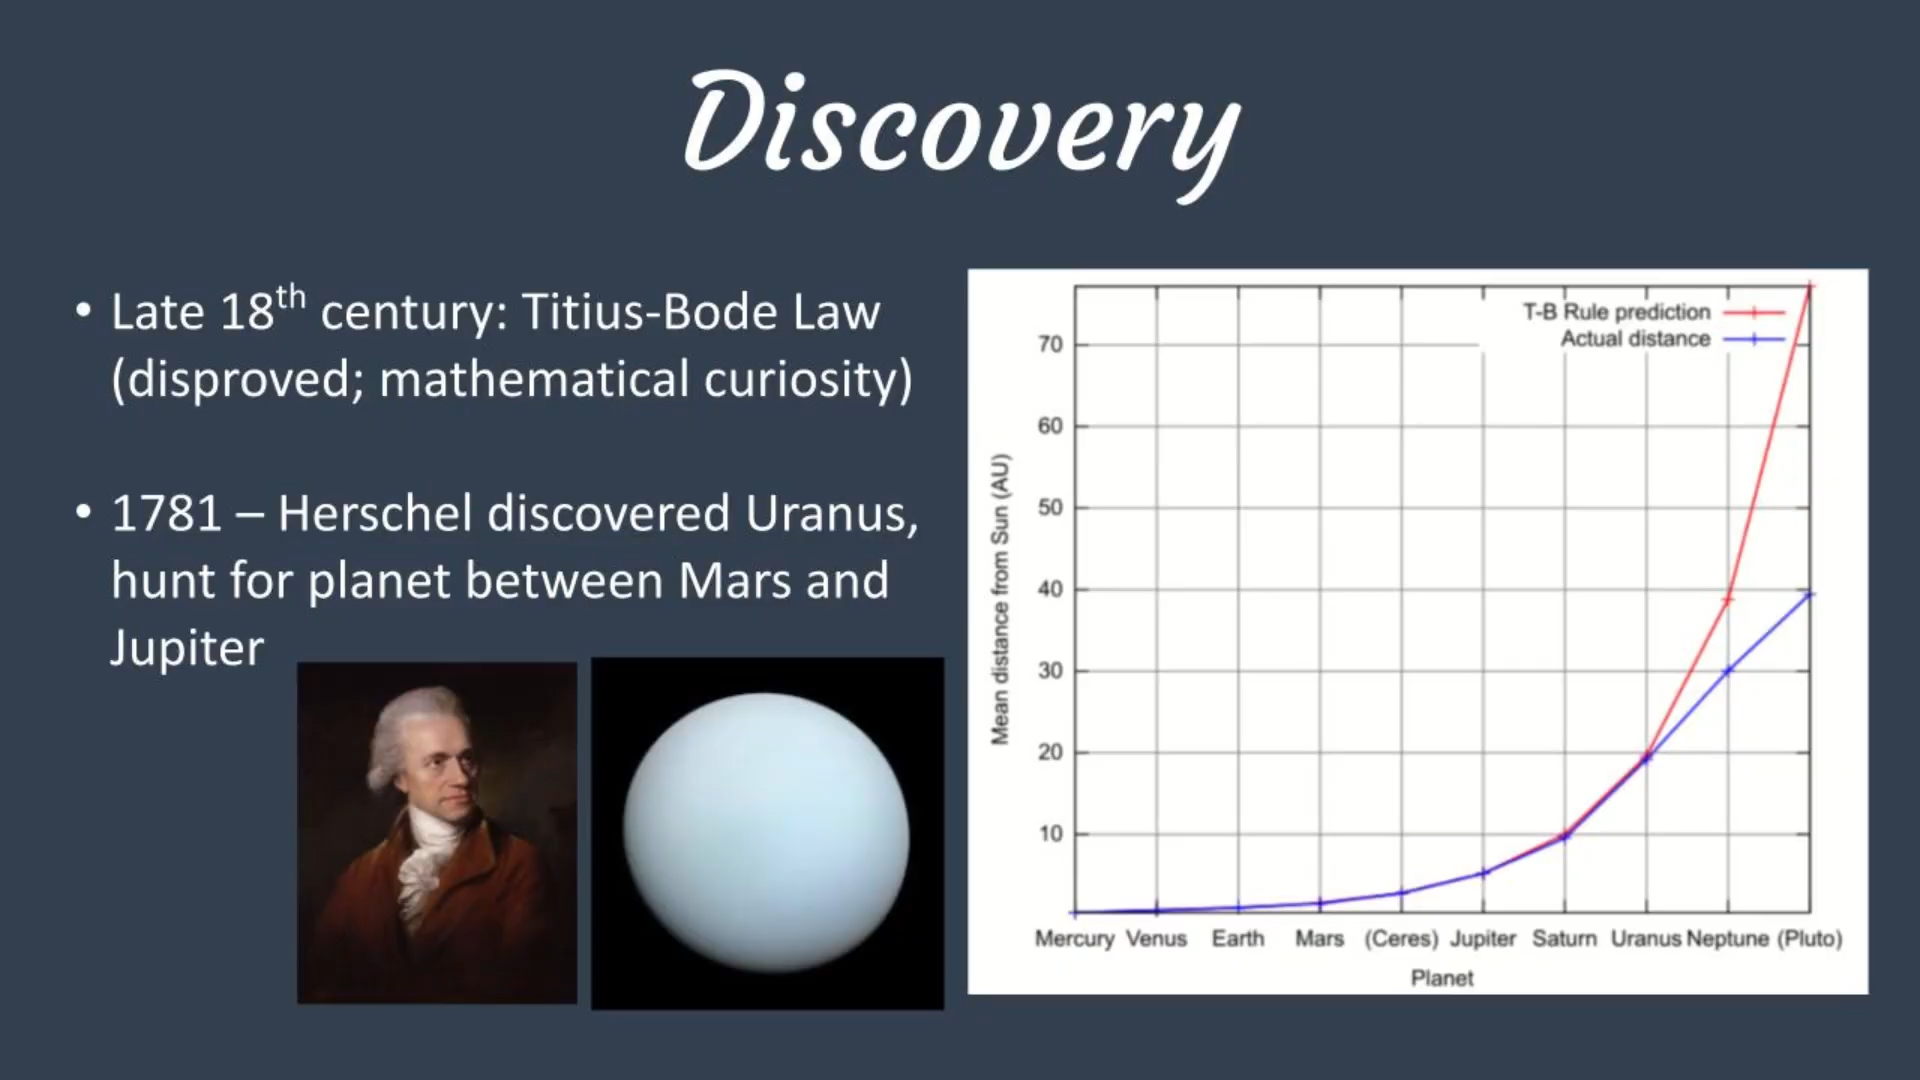 Discovery
• Late 18th century: Titius-Bode Law
(disproved; mathematical curiosity)
• 1781 – Herschel discovered Uranus,
hunt for planet between Mars and
Jupiter
T-B Rule prediction
Actual distance
70
60
50
40
30
20
10
Mean distance from Sun (AU)
Mercury Venus Earth Mars (Ceres) Jupiter Saturn Uranus Neptune (Pluto)
Planet